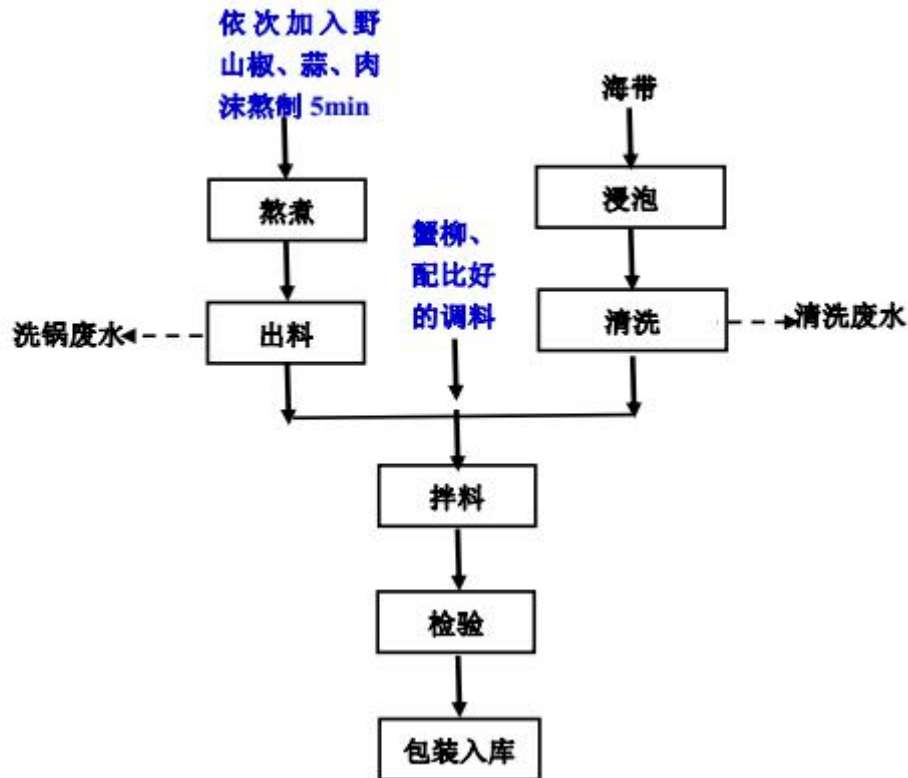 依次加入野
山椒、蒜、肉
沫熬制 5min
海带
熬煮
浸泡
蟹柳、
配比好
的调料
洗锅废水
出料
清洗
清洗废水
拌料
检验
包装入库